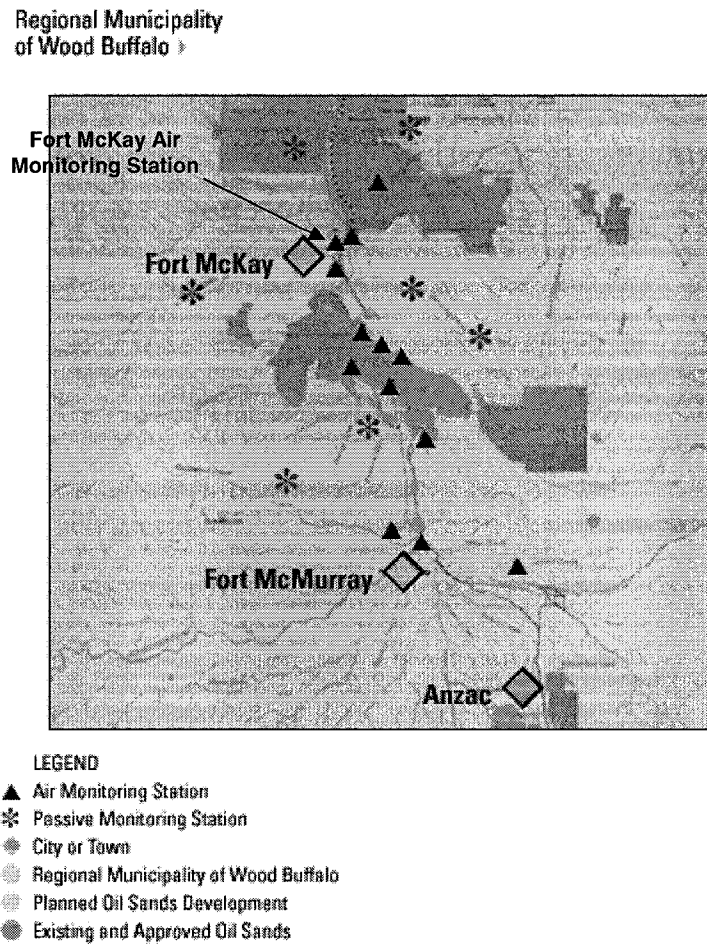 Regional Municipality
of Wood Buffalo
Fort McKay Air
Monitoring Station
Fort McKay
Fort McMurray
Anzac
LEGEND
Air Monitoring Station
Passive Monitoring Station
City or Town
Regional Municipality of Wood Buffalo
Planned Oil Sands Development
Existing and Approved Oil Sands